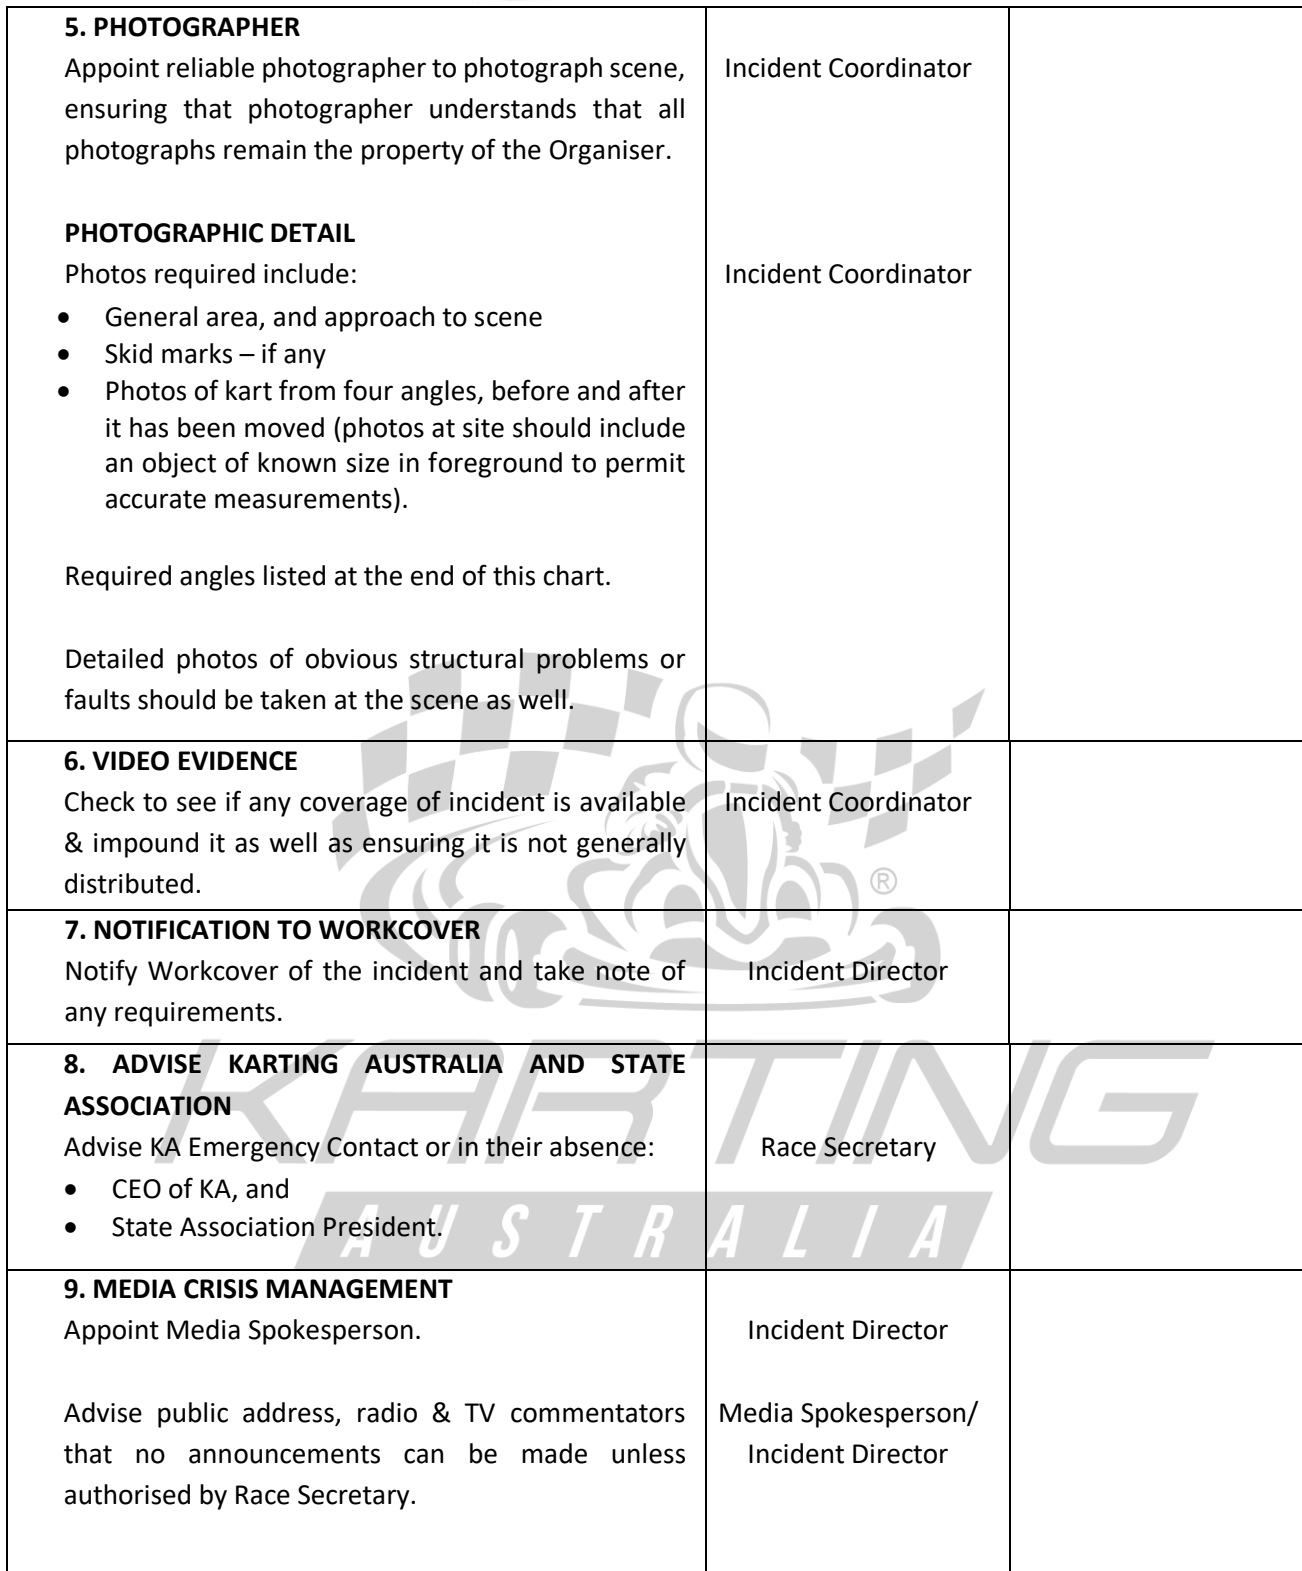 5. PHOTOGRAPHER
Appoint reliable photographer to photograph scene,
Incident Coordinator
ensuring that photographer understands that all
photographs remain the property of the Organiser.
PHOTOGRAPHIC DETAIL
Photos required include:
Incident Coordinator
• General area, and approach to scene
• Skid marks – if any
• Photos of kart from four angles, before and after
it has been moved (photos at site should include
an object of known size in foreground to permit
accurate measurements).
Required angles listed at the end of this chart.
Detailed photos of obvious structural problems or
faults should be taken at the scene as well.
6. VIDEO EVIDENCE
Check to see if any coverage of incident is available
Incident Coordinator
& impound it as well as ensuring it is not generally
distributed.
®
7. NOTIFICATION TO WORKCOVER
Notify Workcover of the incident and take note of
Incident Director
any requirements.
8. ADVISE KARTING AUSTRALIA AND STATE
ASSOCIATION
Advise KA Emergency Contact or in their absence:
Race Secretary
• CEO of KA, and
• State Association President.
KARTING
AUSTRALIA
9. MEDIA CRISIS MANAGEMENT
Appoint Media Spokesperson.
Incident Director
Advise public address, radio & TV commentators
Media Spokesperson/
that no announcements can be made unless
Incident Director
authorised by Race Secretary.